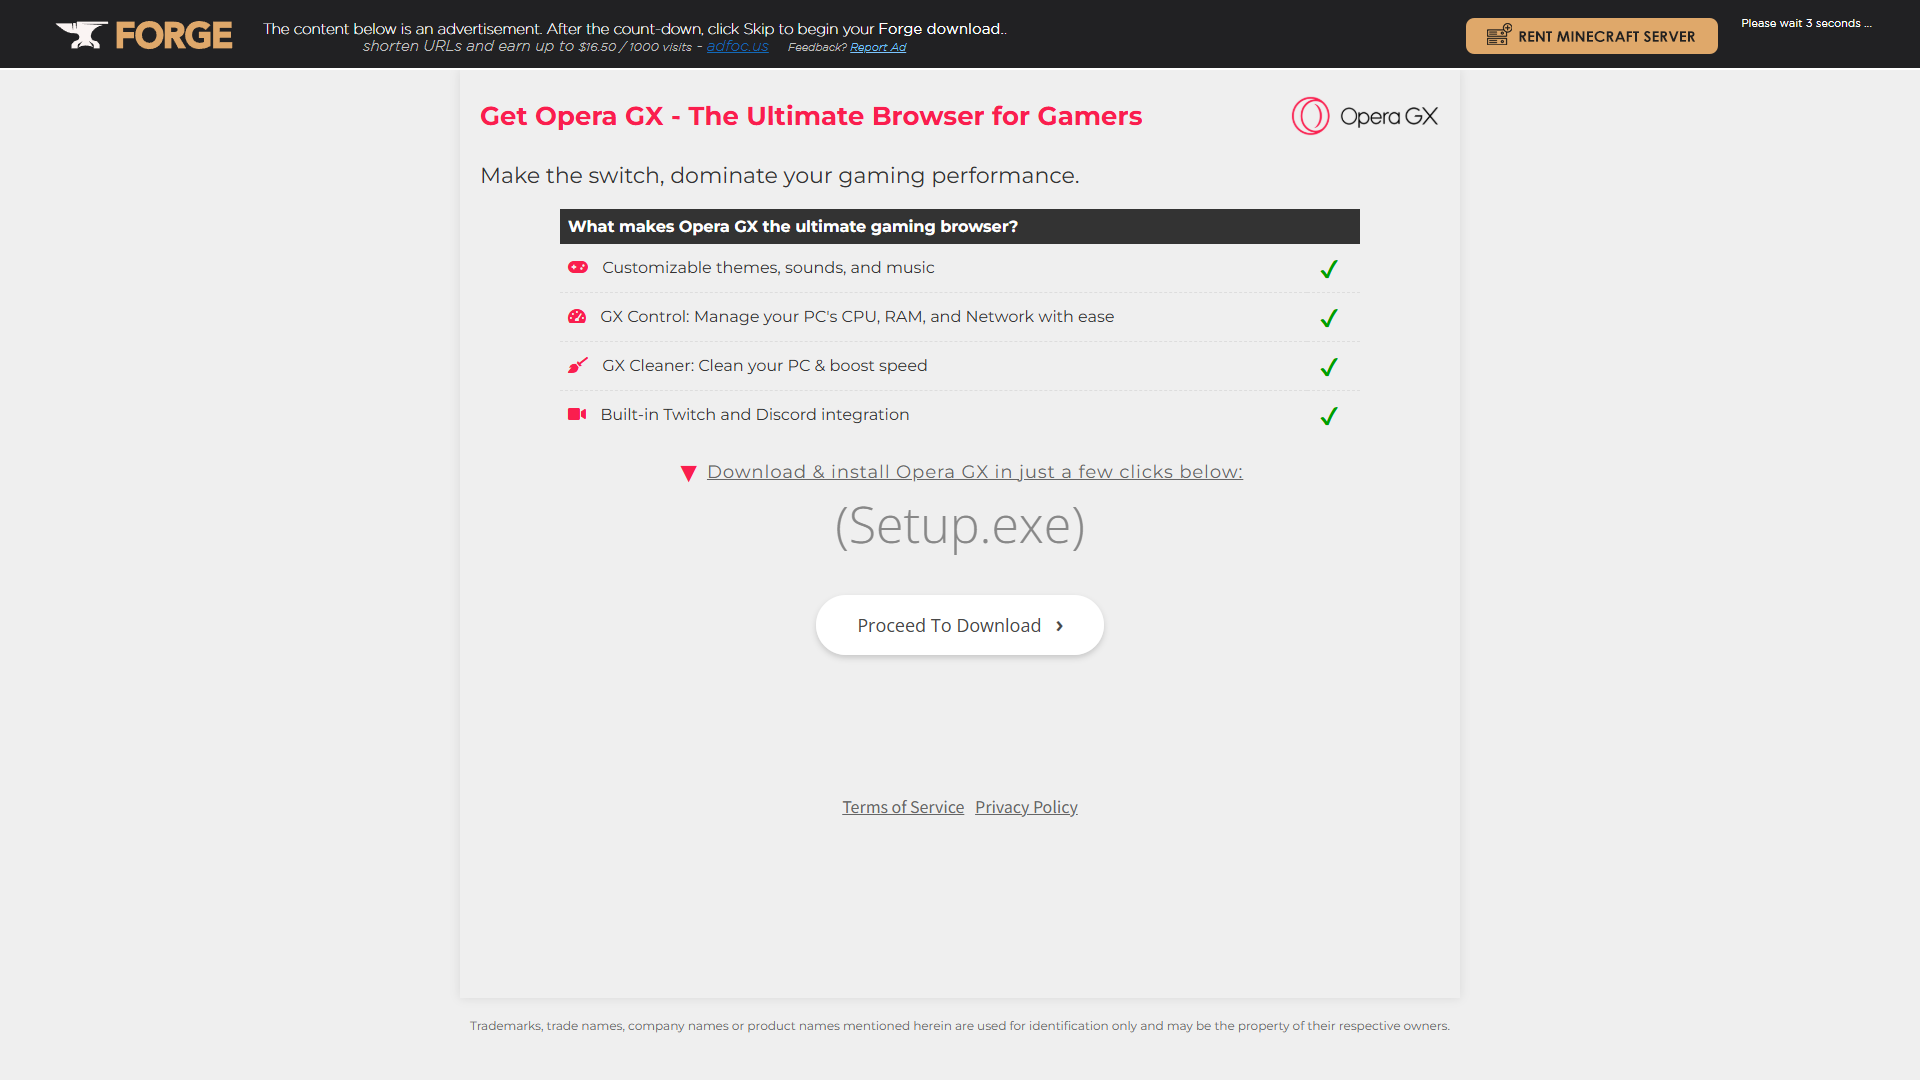 FORGE
The content below is an advertisement. After the count-down, click Skip to begin your Forge download..
shorten URLs and earn up to $16.50 / 1000 visits - adfoc.us Feedback? Report Ad
RENT MINECRAFT SERVER
Please wait 3 seconds ...
Get Opera GX - The Ultimate Browser for Gamers
Opera GX
Make the switch, dominate your gaming performance.
What makes Opera GX the ultimate gaming browser?
Customizable themes, sounds, and music
GX Control: Manage your PC's CPU, RAM, and Network with ease
GX Cleaner: Clean your PC & boost speed
Built-in Twitch and Discord integration
Download & install Opera GX in just a few clicks below:
(Setup.exe)
Proceed To Download ›
Terms of Service Privacy Policy
Trademarks, trade names, company names or product names mentioned herein are used for identification only and may be the property of their respective owners.